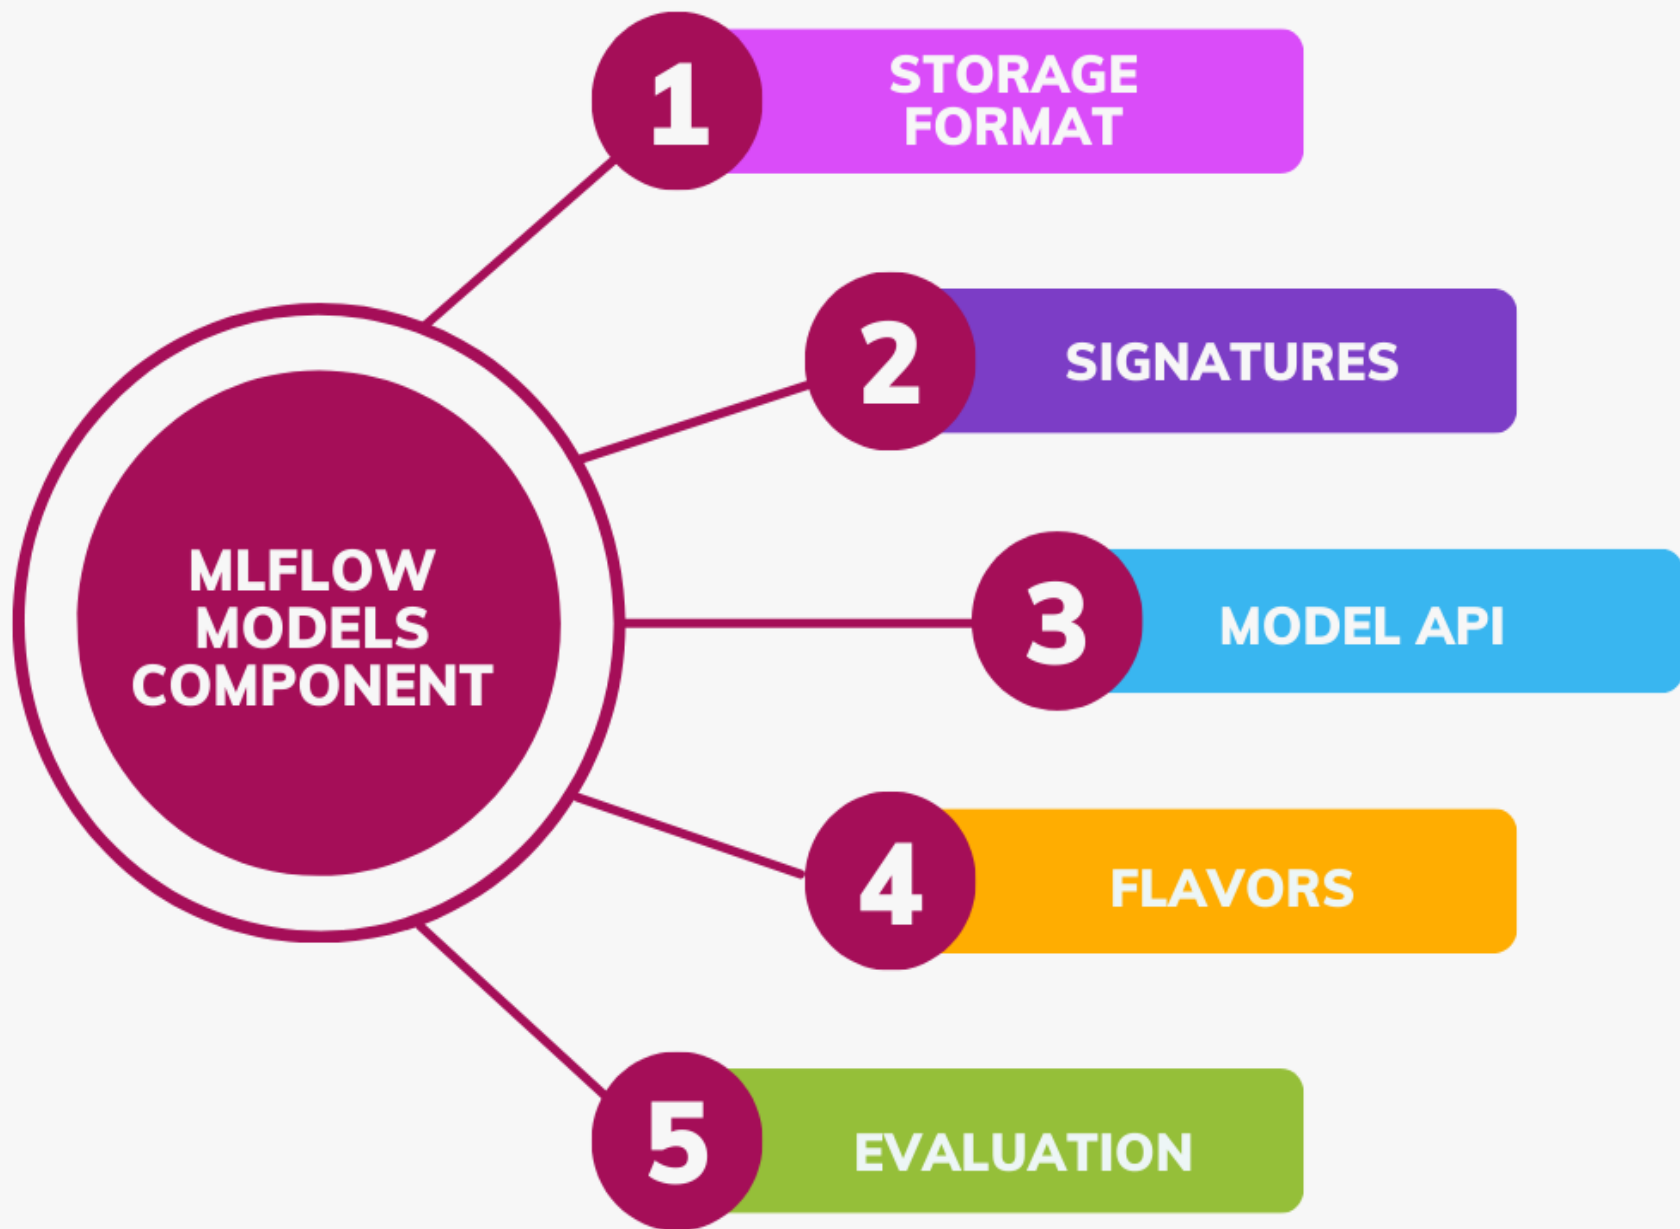 MLFLOW
MODELS
COMPONENT
1
STORAGE
FORMAT
2
SIGNATURES
3
MODEL API
4
FLAVORS
5
EVALUATION